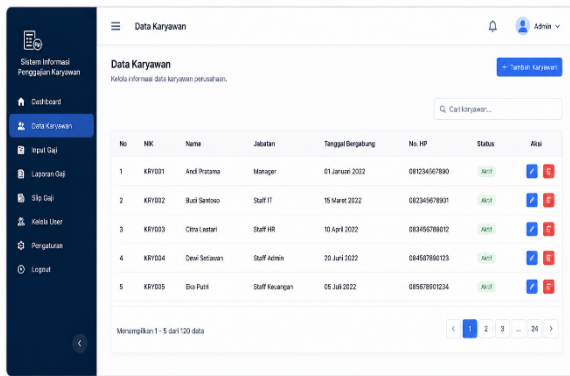 Sistem Informasi
Penggajian Karyawan
Dashboard
Data Karyawan
Input Gaji
Laporan Gaji
Slip Gaji
Kelola User
Pengaturan
Logout
Data Karyawan
Admin
Data Karyawan
Kelola informasi data karyawan perusahaan.
+ Tambah Karyawan
Cari karyawan...
No NIK Nama Jabatan Tanggal Bergabung No. HP Status Aksi
1 KRY001 Andi Pratama Manager 01 Januari 2022 081234567890 Aktif
2 KRY002 Budi Santoso Staff IT 15 Maret 2022 082345678901 Aktif
3 KRY003 Citra Lestari Staff HR 10 April 2022 083456789012 Aktif
4 KRY004 Dewi Setiawan Staff Admin 20 Juni 2022 084567890123 Aktif
5 KRY005 Eka Putri Staff Keuangan 05 Juli 2022 085678901234 Aktif
Menampilkan 1 - 5 dari 120 data
< 1 2 3 ... 24 >